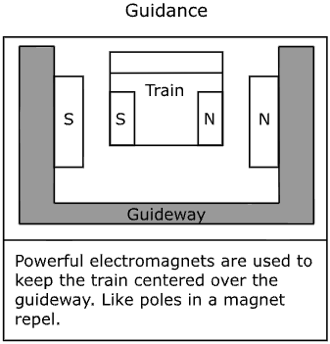 Guidance
Train
S S N N
Guideway
Powerful electromagnets are used to
keep the train centered over the
guideway. Like poles in a magnet
repel.